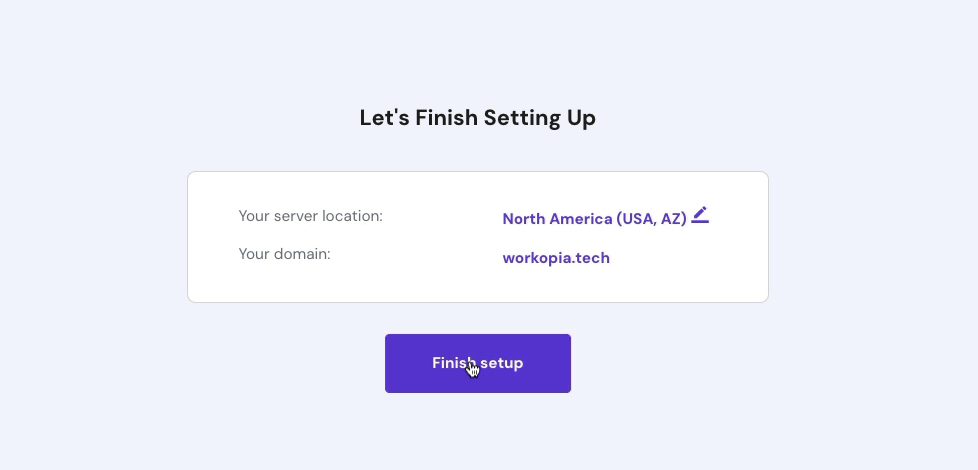 Let's Finish Setting Up
Your server location:
North America (USA, AZ)
Your domain:
workopia.tech
Finish setup